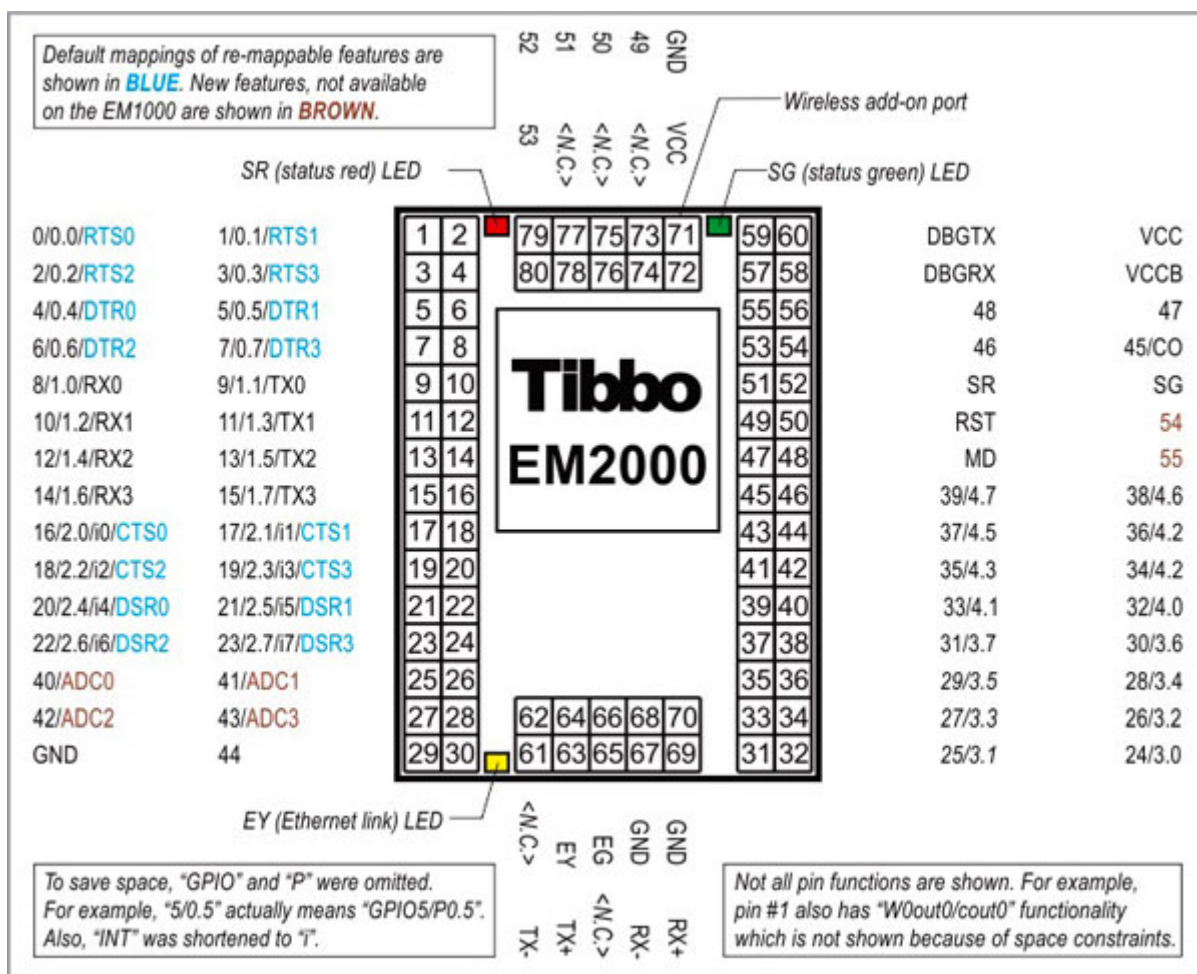 Default mappings of re-mappable features are
shown in BLUE. New features, not available
on the EM1000 are shown in BROWN.
52 51 50 49 GND
53 <N.C.> <N.C.> <N.C.> VCC
Wireless add-on port
SR (status red) LED
SG (status green) LED
0/0.0/RTS0 1/0.1/RTS1 1 2 79 77 75 73 71 59 60 DBGTX VCC
2/0.2/RTS2 3/0.3/RTS3 3 4 80 78 76 74 72 57 58 DBGRX VCCB
4/0.4/DTR0 5/0.5/DTR1 5 6 55 56 48 47
6/0.6/DTR2 7/0.7/DTR3 7 8 53 54 46 45/CO
8/1.0/RX0 9/1.1/TX0 9 10 Tibbo 51 52 SR SG
10/1.2/RX1 11/1.3/TX1 11 12 49 50 RST 54
12/1.4/RX2 13/1.5/TX2 13 14 EM2000 47 48 MD 55
14/1.6/RX3 15/1.7/TX3 15 16 45 46 39/4.7 38/4.6
16/2.0/i0/CTS0 17/2.1/i1/CTS1 17 18 43 44 37/4.5 36/4.2
18/2.2/i2/CTS2 19/2.3/i3/CTS3 19 20 41 42 35/4.3 34/4.2
20/2.4/i4/DSR0 21/2.5/i5/DSR1 21 22 39 40 33/4.1 32/4.0
22/2.6/i6/DSR2 23/2.7/i7/DSR3 23 24 37 38 31/3.7 30/3.6
40/ADC0 41/ADC1 25 26 35 36 29/3.5 28/3.4
42/ADC2 43/ADC3 27 28 62 64 66 68 70 33 34 27/3.3 26/3.2
GND 44 29 30 61 63 65 67 69 31 32 25/3.1 24/3.0
EY (Ethernet link) LED
<N.C.> EY EG GND GND
TX- TX+ <N.C.> RX- RX+
To save space, “GPIO” and “P” were omitted.
For example, “5/0.5” actually means “GPIO5/P0.5”.
Also, “INT” was shortened to “i”.
Not all pin functions are shown. For example,
pin #1 also has “W0out0/cout0” functionality
which is not shown because of space constraints.